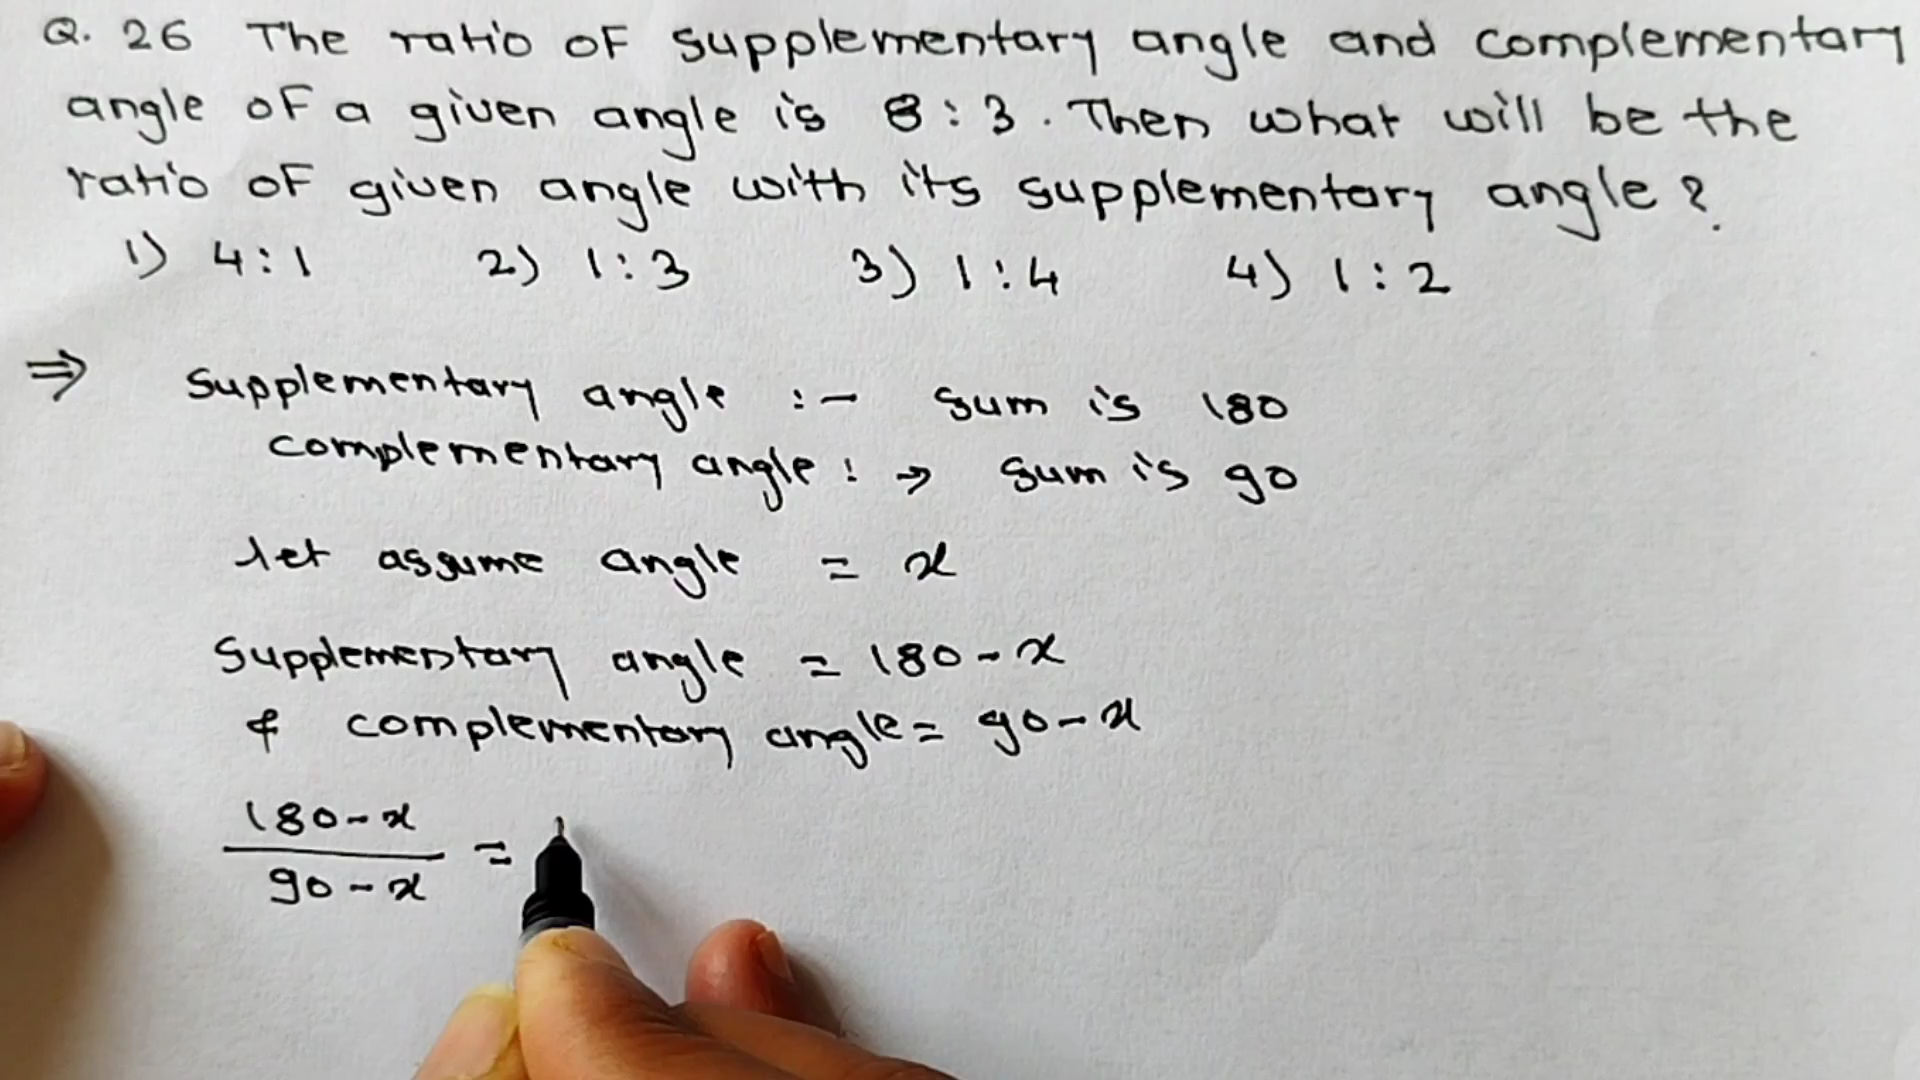 Q. 26 The ratio of supplementary angle and complementary
angle of a given angle is 8 : 3 . Then what will be the
ratio of given angle with its supplementary angle ?
1) 4 : 1 2) 1 : 3 3) 1 : 4 4) 1 : 2
⇒ Supplementary angle :- sum is 180
complementary angle : → sum is 90
let assume angle = x
Supplementary angle = 180 - x
& complementary angle = 90 - x
180 - x
=
90 - x